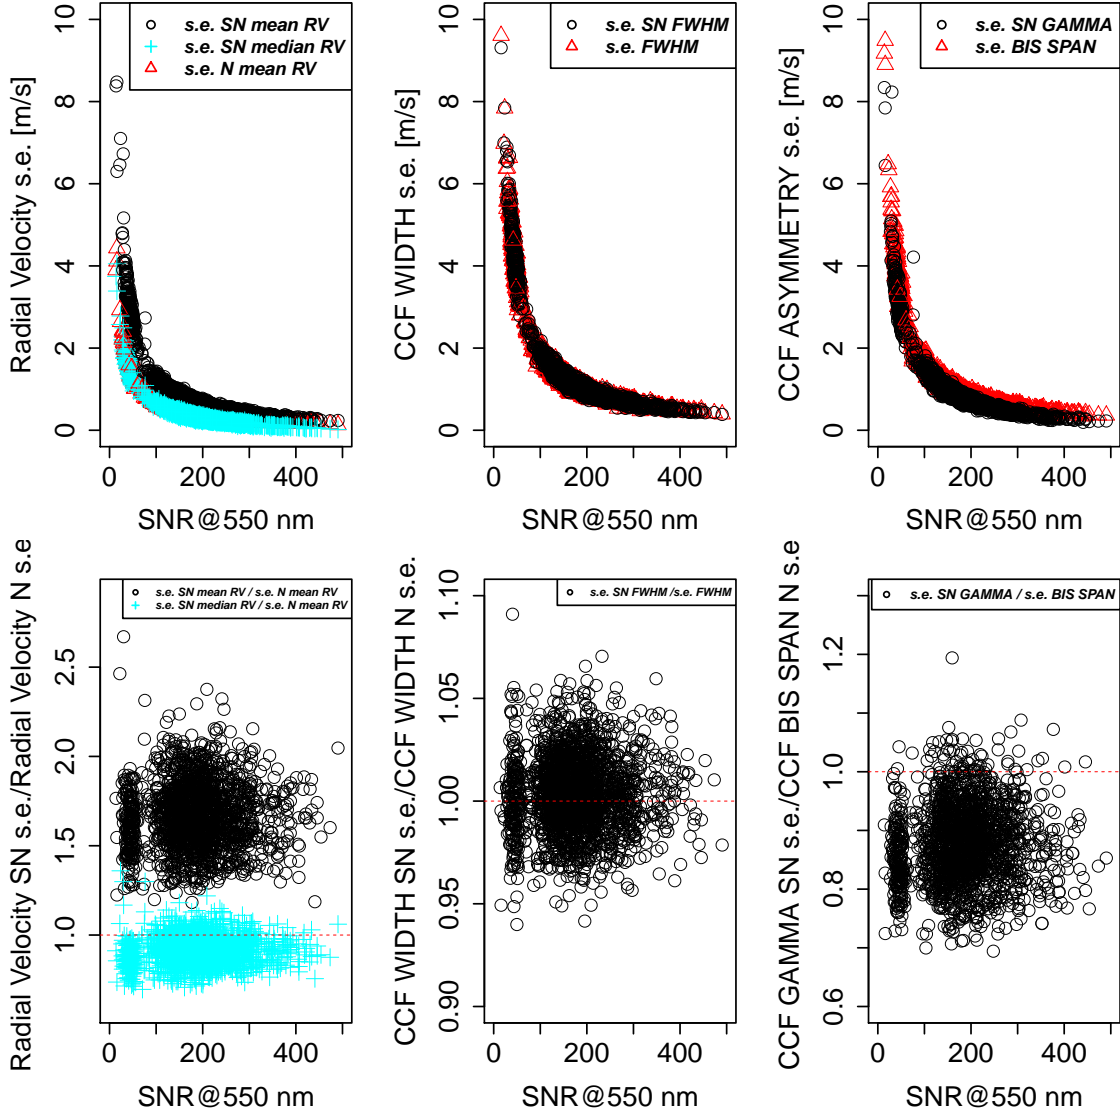 Radial Velocity s.e. [m/s]
0 2 4 6 8 10
s.e. SN mean RV
s.e. SN median RV
s.e. N mean RV
0 200 400
SNR@550 nm
CCF WIDTH s.e. [m/s]
0 2 4 6 8 10
s.e. SN FWHM
s.e. FWHM
0 200 400
SNR@550 nm
CCF ASYMMETRY s.e. [m/s]
0 2 4 6 8 10
s.e. SN GAMMA
s.e. BIS SPAN
0 200 400
SNR@550 nm
Radial Velocity SN s.e./Radial Velocity N s.e
1.0 1.5 2.0 2.5
s.e. SN mean RV / s.e. N mean RV
s.e. SN median RV / s.e. N mean RV
0 200 400
SNR@550 nm
CCF WIDTH SN s.e./CCF WIDTH N s.e.
0.90 0.95 1.00 1.05 1.10
s.e. SN FWHM /s.e. FWHM
0 200 400
SNR@550 nm
CCF GAMMA SN s.e./CCF BIS SPAN N s.e
0.6 0.8 1.0 1.2
s.e. SN GAMMA / s.e. BIS SPAN
0 200 400
SNR@550 nm